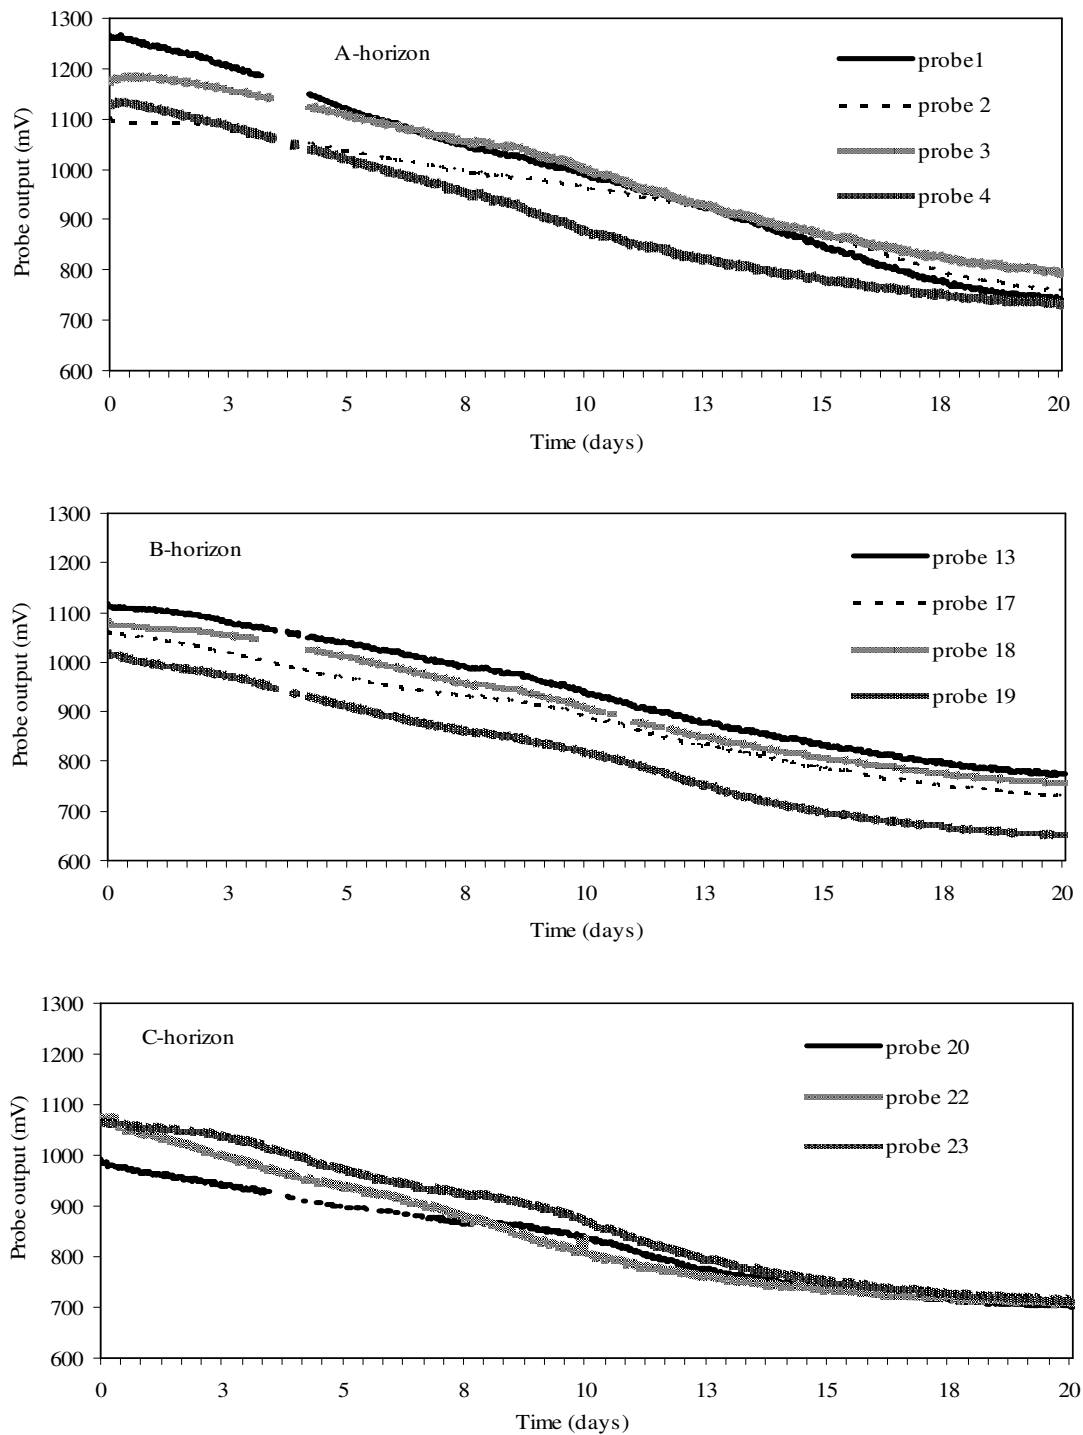 1300
1200
1100
1000
900
800
700
600
Probe output (mV)
A-horizon
probe1
probe 2
probe 3
probe 4
0 3 5 8 10 13 15 18 20
Time (days)
1300
1200
1100
1000
900
800
700
600
Probe output (mV)
B-horizon
probe 13
probe 17
probe 18
probe 19
0 3 5 8 10 13 15 18 20
Time (days)
1300
1200
1100
1000
900
800
700
600
Probe output (mV)
C-horizon
probe 20
probe 22
probe 23
0 3 5 8 10 13 15 18 20
Time (days)